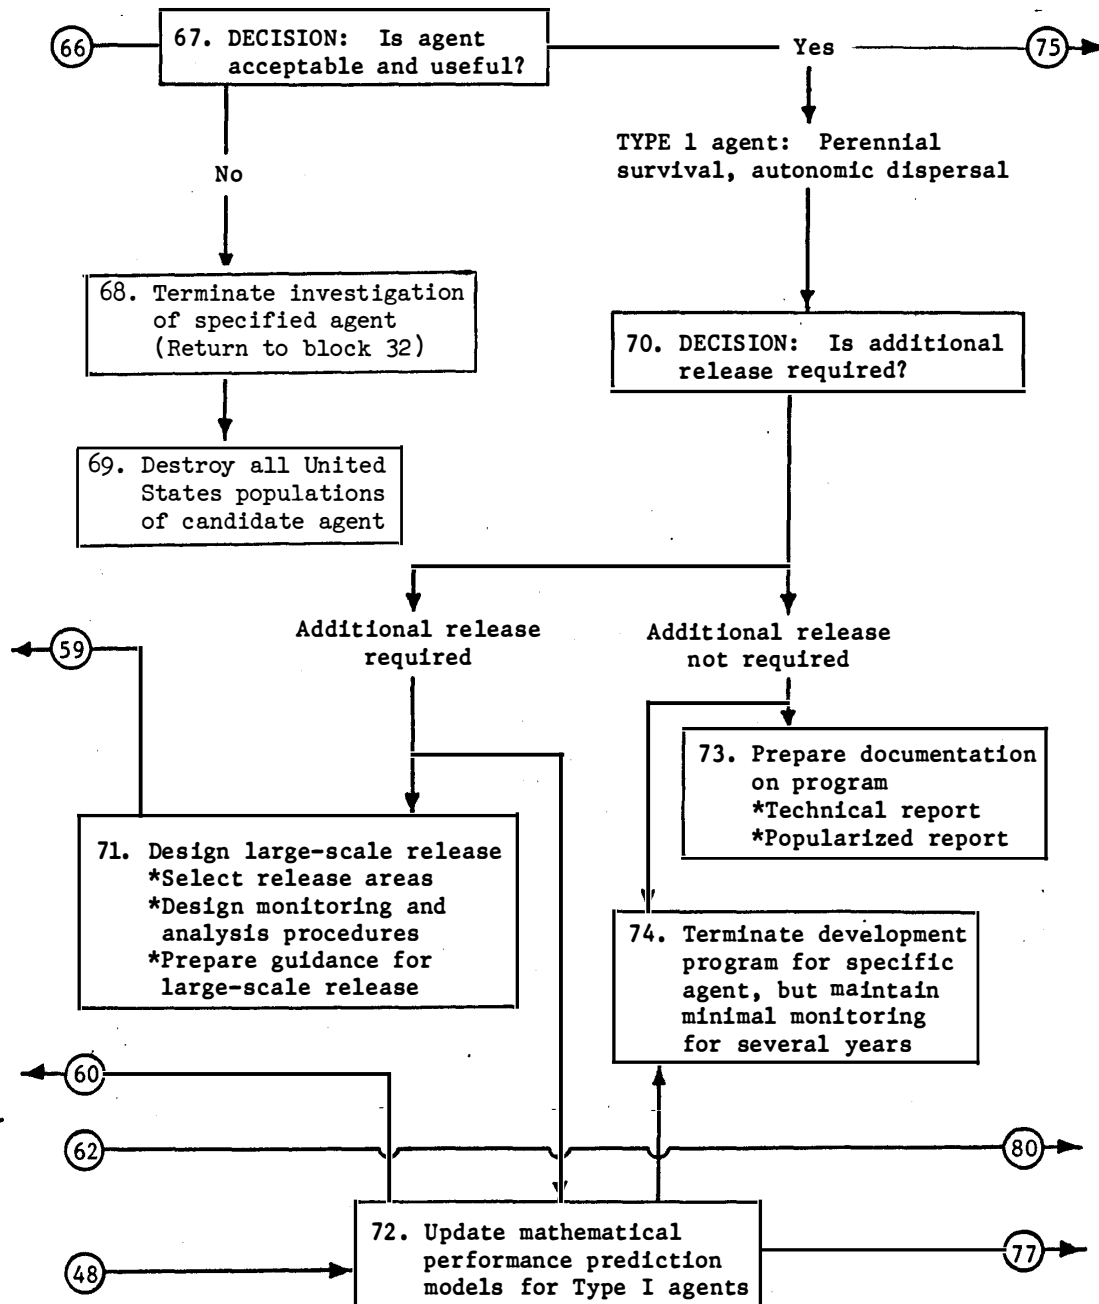 66
67. DECISION: Is agent
acceptable and useful?
Yes
75
No
TYPE 1 agent: Perennial
survival, autonomic dispersal
68. Terminate investigation
of specified agent
(Return to block 32)
70. DECISION: Is additional
release required?
69. Destroy all United
States populations
of candidate agent
Additional release
required
Additional release
not required
59
73. Prepare documentation
on program
*Technical report
*Popularized report
71. Design large-scale release
*Select release areas
*Design monitoring and
analysis procedures
*Prepare guidance for
large-scale release
74. Terminate development
program for specific
agent, but maintain
minimal monitoring
for several years
60
62
80
72. Update mathematical
performance prediction
models for Type I agents
48
77